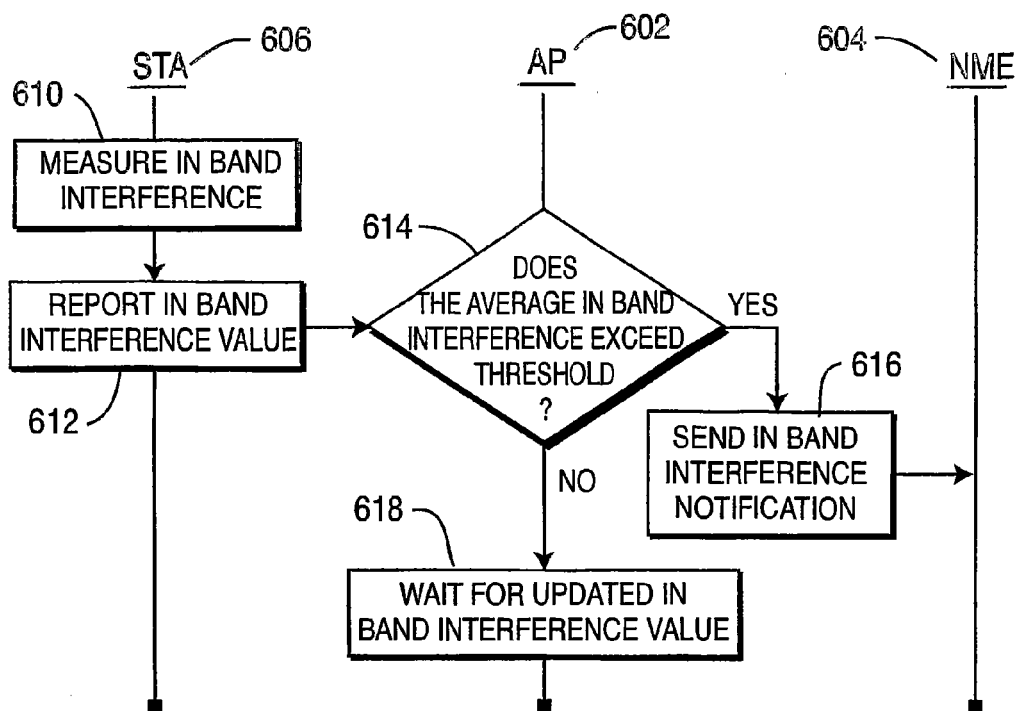 STA 606
AP 602
604 NME
610
MEASURE IN BAND
INTERFERENCE
614
REPORT IN BAND
INTERFERENCE VALUE
612
DOES
THE AVERAGE IN BAND
INTERFERENCE EXCEED
THRESHOLD
?
YES
616
SEND IN BAND
INTERFERENCE
NOTIFICATION
NO
618
WAIT FOR UPDATED IN
BAND INTERFERENCE VALUE